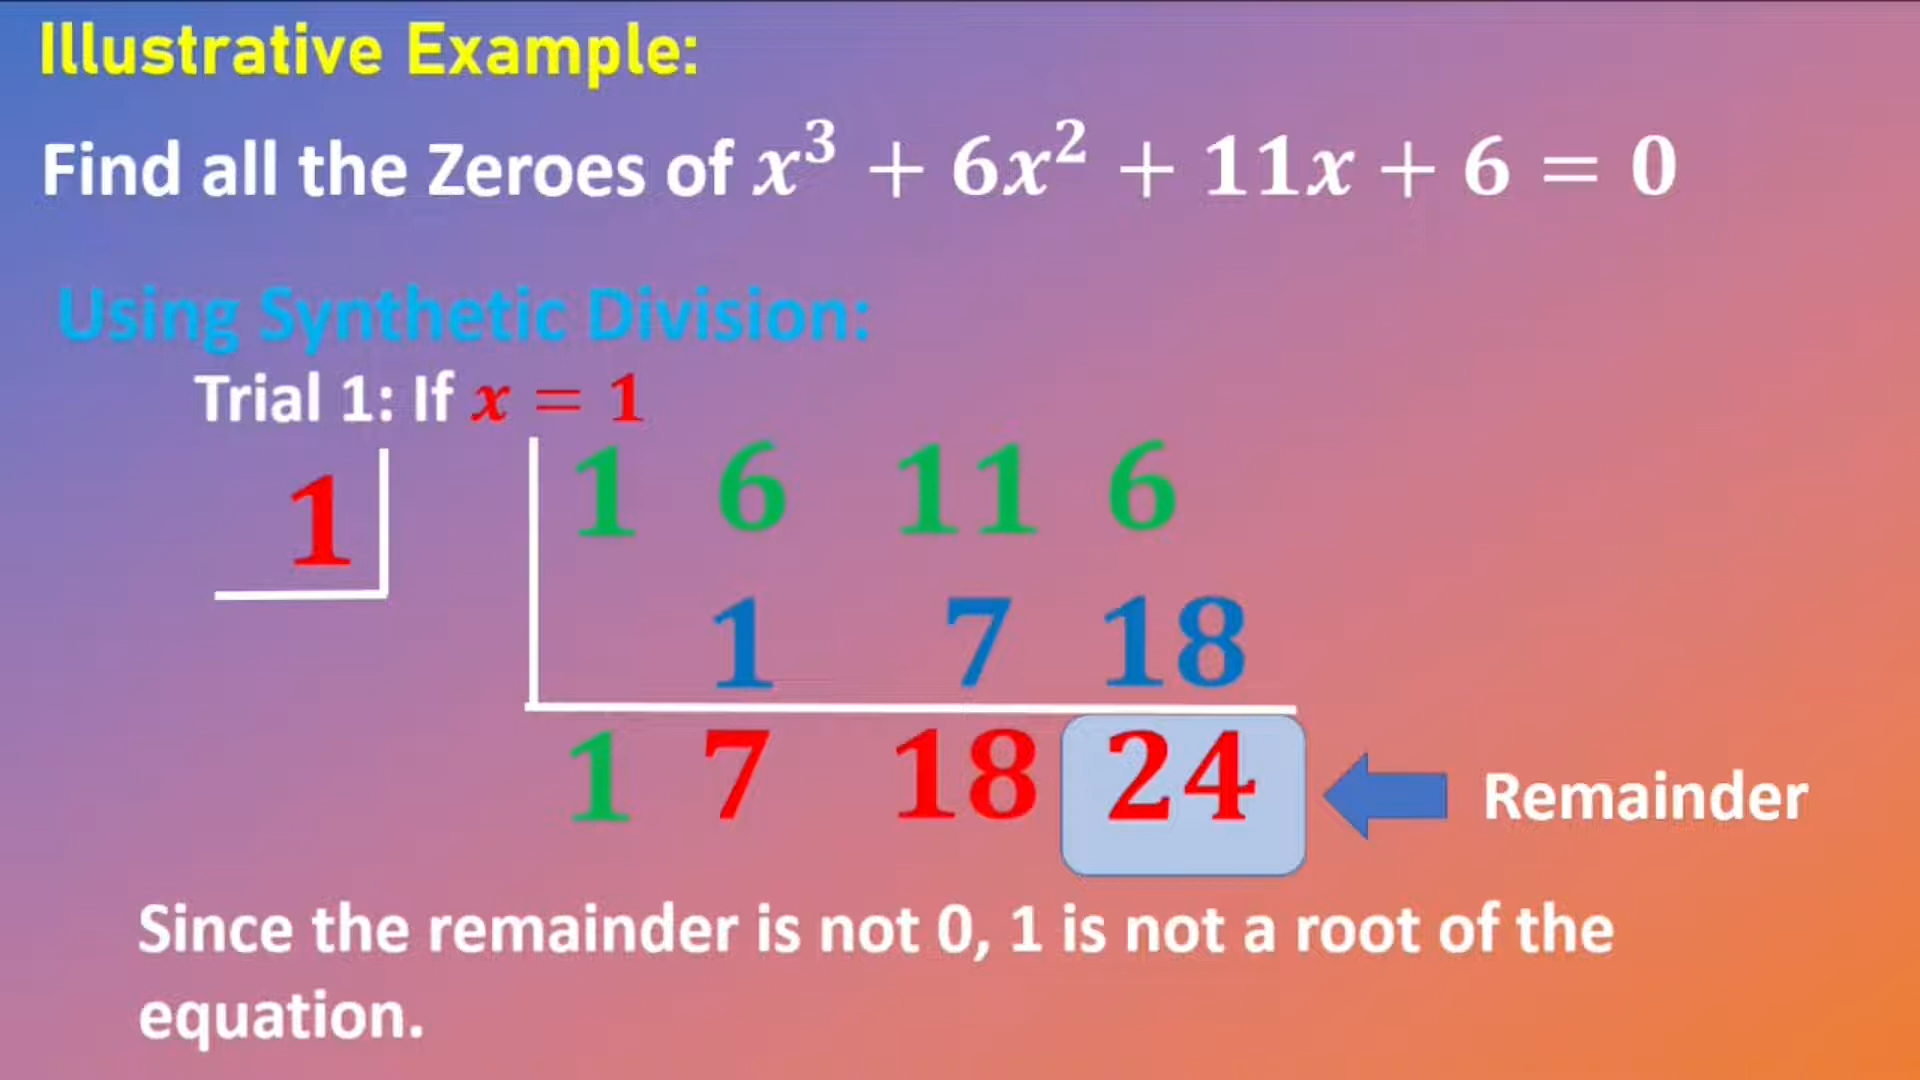 Illustrative Example:
Find all the Zeroes of x³ + 6x² + 11x + 6 = 0
Using Synthetic Division:
Trial 1: If x = 1
1 1 6 11 6
1 7 18
1 7 18 24 Remainder
Since the remainder is not 0, 1 is not a root of the
equation.